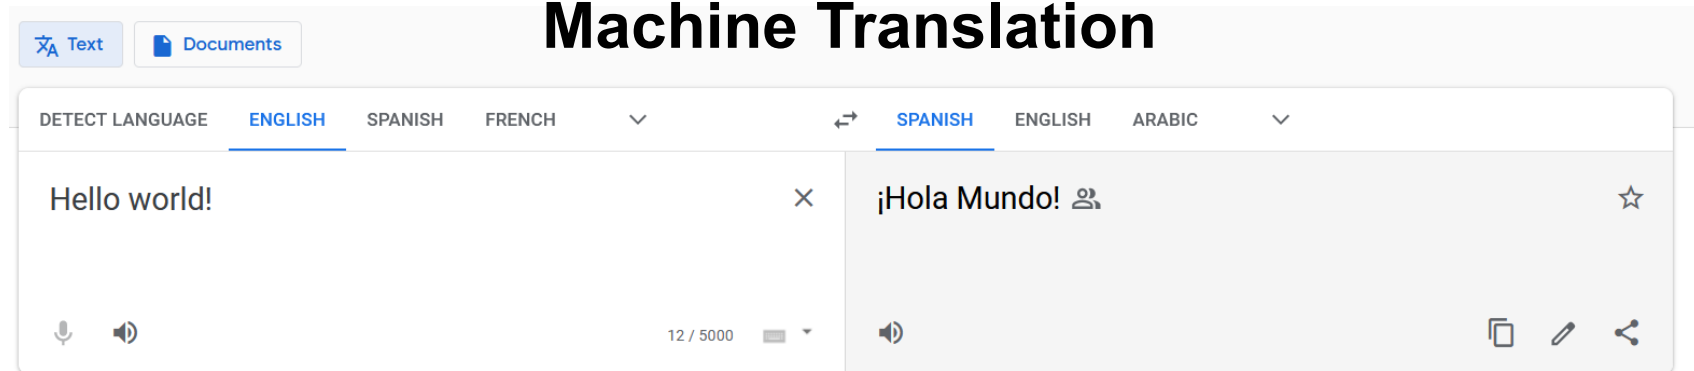 Machine Translation
Text Documents
DETECT LANGUAGE ENGLISH SPANISH FRENCH SPANISH ENGLISH ARABIC
Hello world! ¡Hola Mundo!
12 / 5000